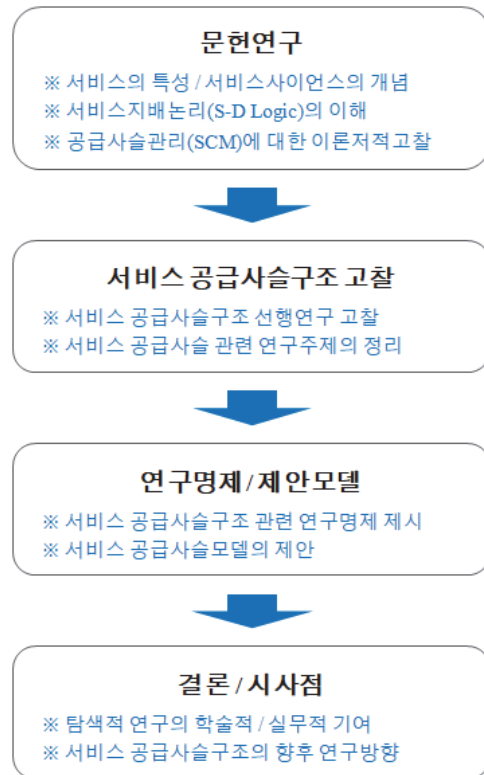 문헌연구
※ 서비스의 특성 / 서비스사이언스의 개념
※ 서비스지배논리(S-D Logic)의 이해
※ 공급사슬관리(SCM)에 대한 이론저적고찰
서비스 공급사슬구조 고찰
※ 서비스 공급사슬구조 선행연구 고찰
※ 서비스 공급사슬 관련 연구주제의 정리
연구명제 / 제안모델
※ 서비스 공급사슬구조 관련 연구명제 제시
※ 서비스 공급사슬모델의 제안
결론 / 시사점
※ 탐색적 연구의 학술적 / 실무적 기여
※ 서비스 공급사슬구조의 향후 연구방향